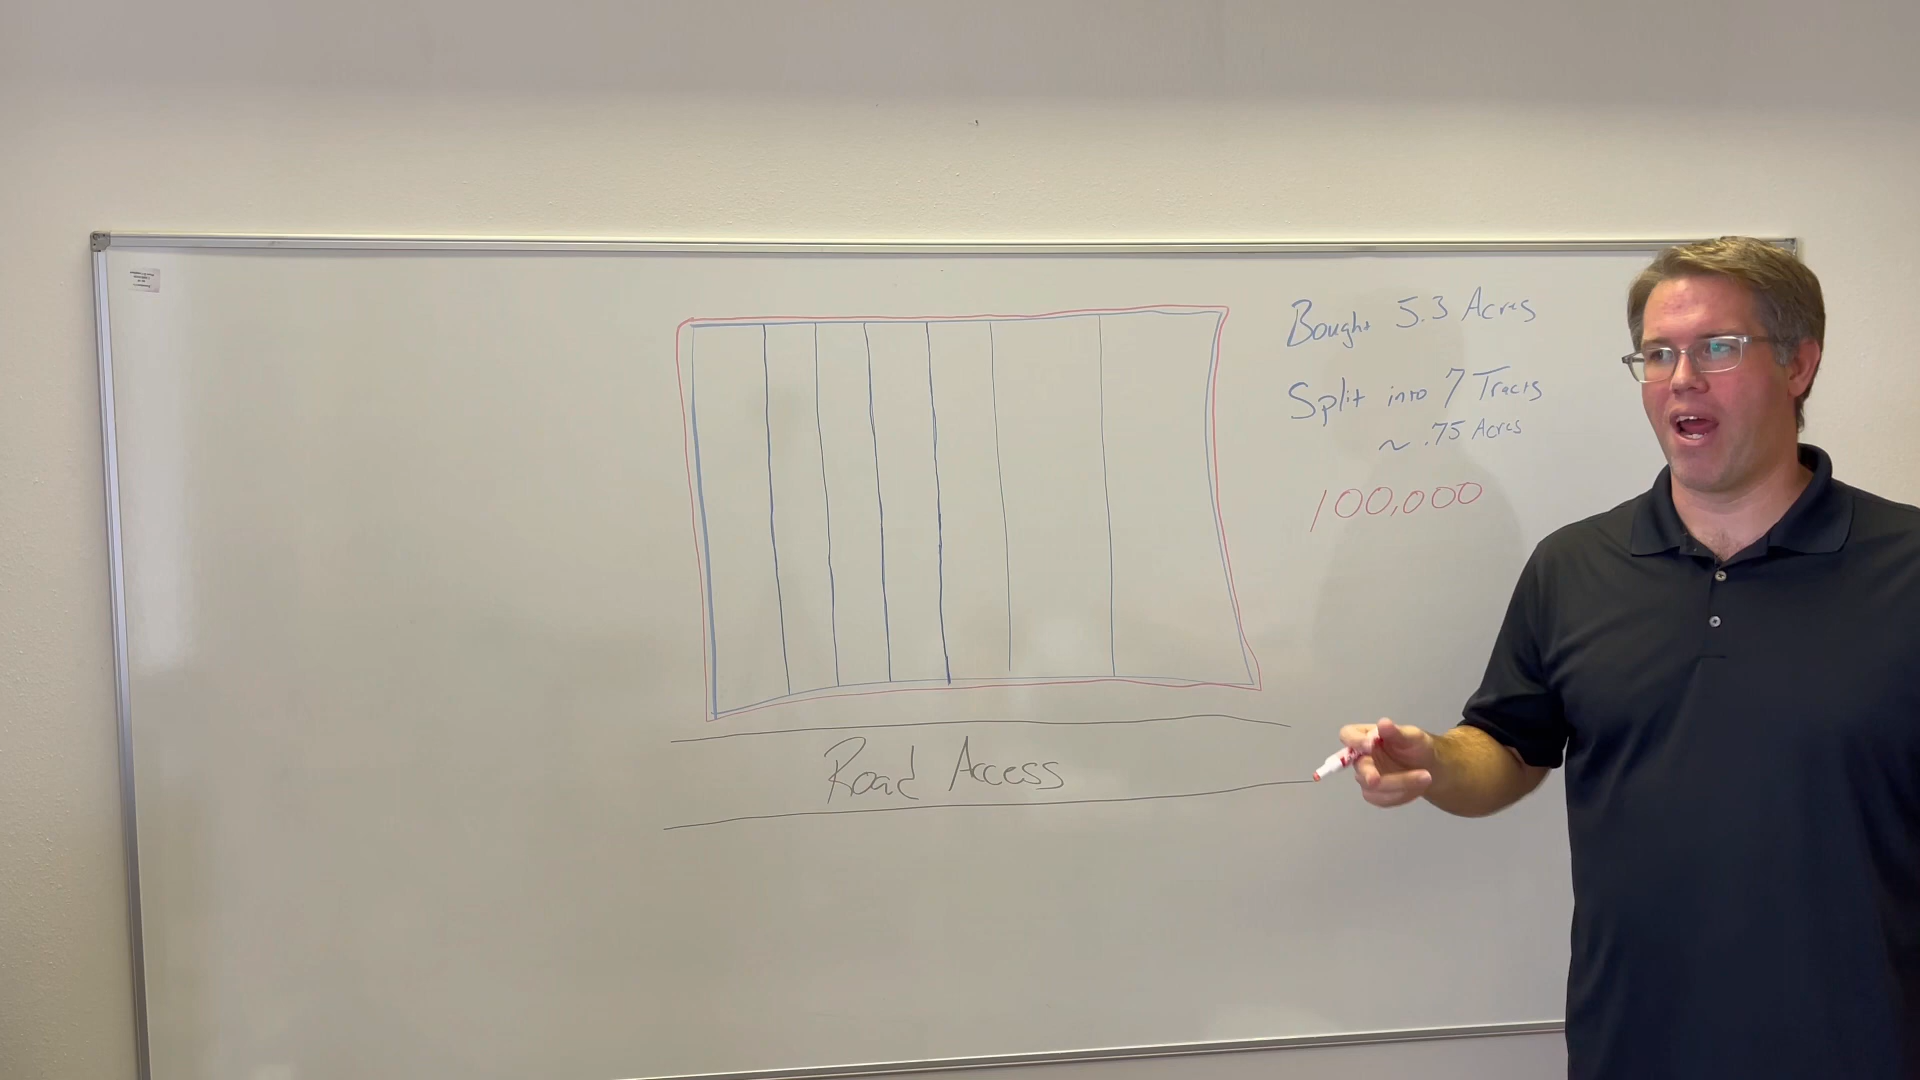 Bought 5.3 Acres
Split into 7 Tracts
~ .75 Acres
100,000
Road Access